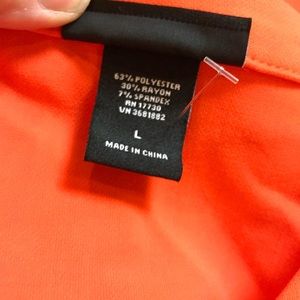 63% POLYESTER
30% RAYON
7% SPANDEX
RN 17730
VN 3681882
L
MADE IN CHINA